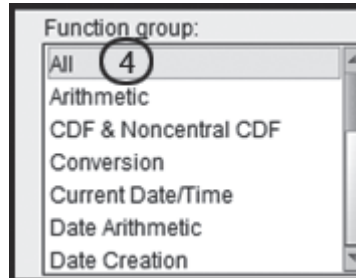 Function group:
All 4
Arithmetic
CDF & Noncentral CDF
Conversion
Current Date/Time
Date Arithmetic
Date Creation